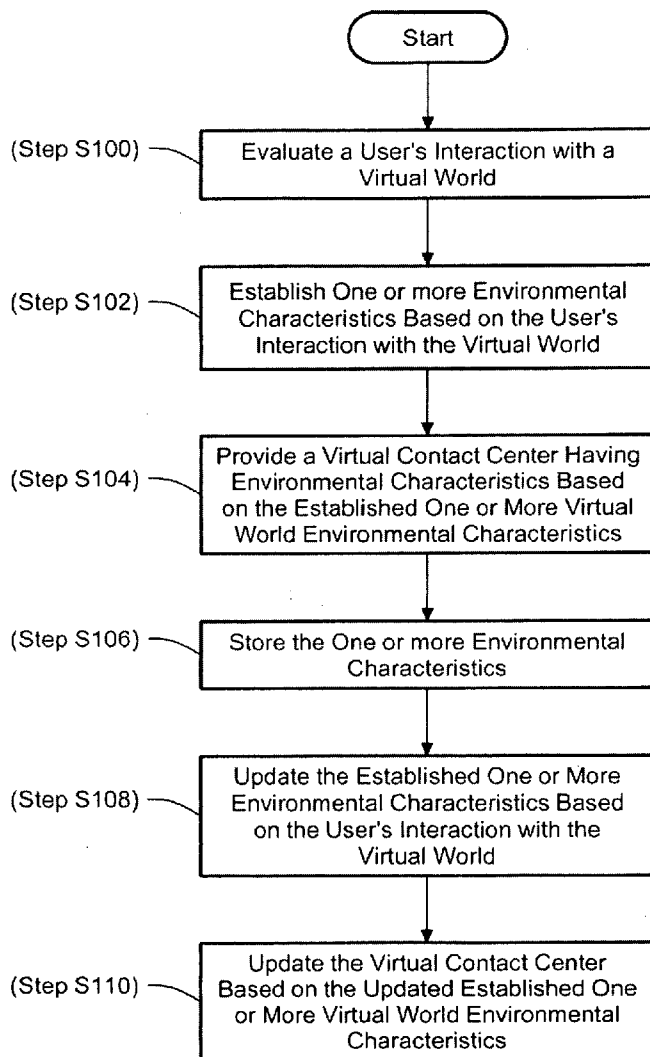 Start
(Step S100)
Evaluate a User's Interaction with a
Virtual World
(Step S102)
Establish One or more Environmental
Characteristics Based on the User's
Interaction with the Virtual World
(Step S104)
Provide a Virtual Contact Center Having
Environmental Characteristics Based
on the Established One or More Virtual
World Environmental Characteristics
(Step S106)
Store the One or more Environmental
Characteristics
(Step S108)
Update the Established One or More
Environmental Characteristics Based
on the User's Interaction with the
Virtual World
(Step S110)
Update the Virtual Contact Center
Based on the Updated Established One
or More Virtual World Environmental
Characteristics